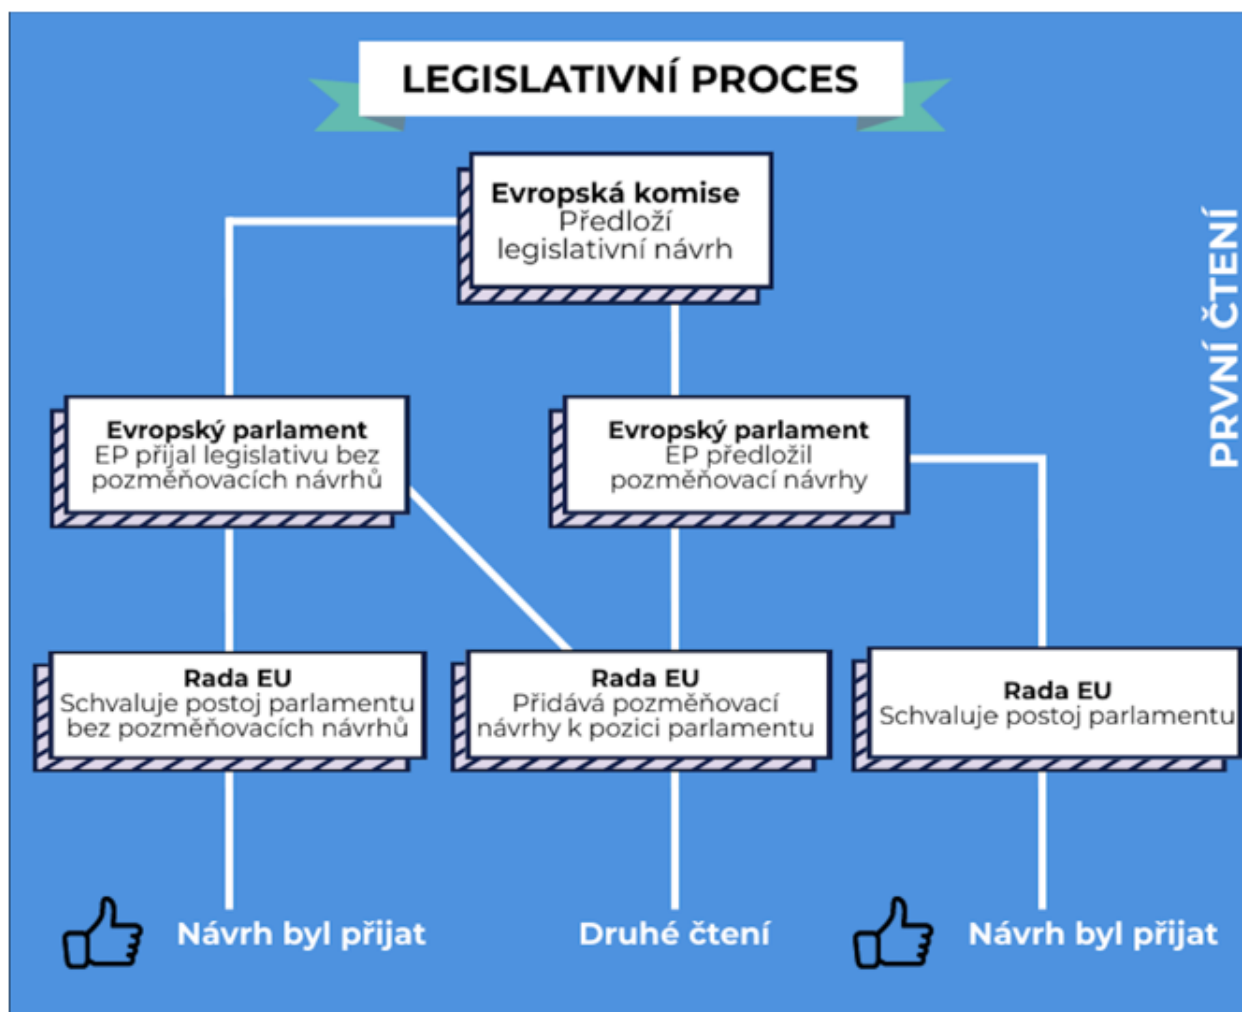 LEGISLATIVNÍ PROCES
Evropská komise
Předloží
legislativní návrh
PRVNÍ ČTENÍ
Evropský parlament
EP přijal legislativu bez
pozměňovacích návrhů
Evropský parlament
EP předložil
pozměňovací návrhy
Rada EU
Schvaluje postoj parlamentu
bez pozměňovacích návrhů
Rada EU
Přidává pozměňovací
návrhy k pozici parlamentu
Rada EU
Schvaluje postoj parlamentu
Návrh byl přijat
Druhé čtení
Návrh byl přijat